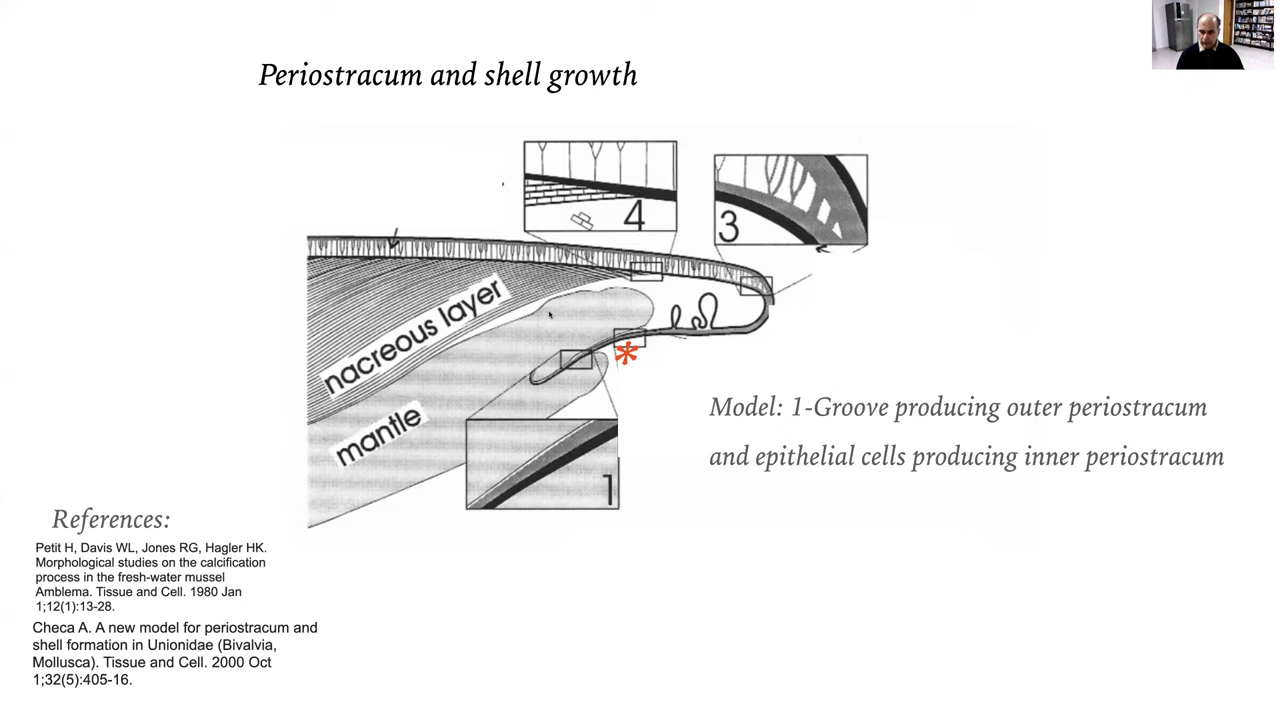 Periostracum and shell growth
4
3
nacreous layer
mantle
*
1
Model: 1-Groove producing outer periostracum
and epithelial cells producing inner periostracum
References:
Petit H, Davis WL, Jones RG, Hagler HK.
Morphological studies on the calcification
process in the fresh-water mussel
Amblema. Tissue and Cell. 1980 Jan
1;12(1):13-28.
Checa A. A new model for periostracum and
shell formation in Unionidae (Bivalvia,
Mollusca). Tissue and Cell. 2000 Oct
1;32(5):405-16.